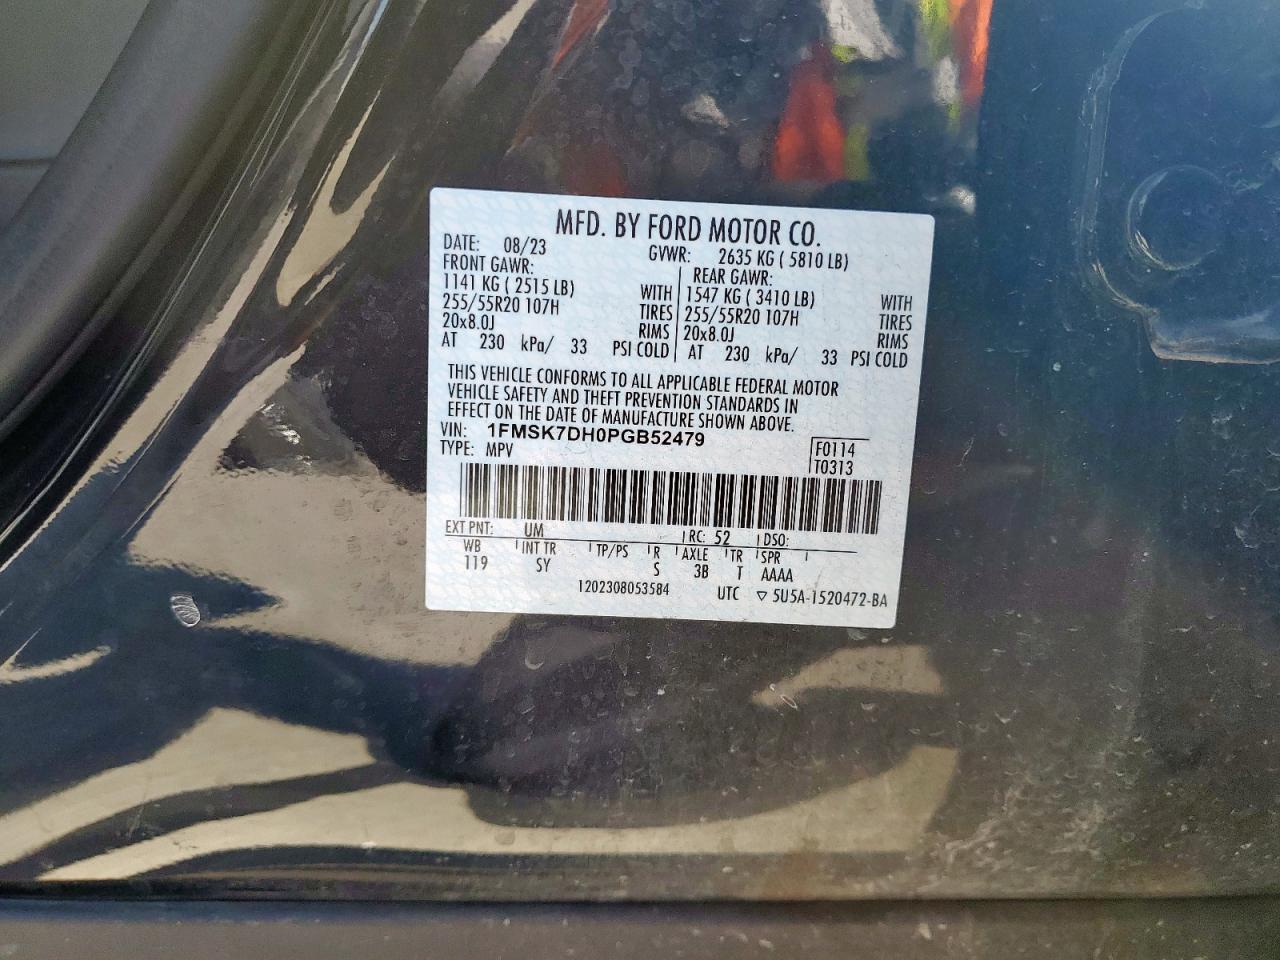 MFD. BY FORD MOTOR CO.
DATE: 08/23 GVWR: 2635 KG ( 5810 LB)
FRONT GAWR: REAR GAWR:
1141 KG ( 2515 LB) WITH 1547 KG ( 3410 LB) WITH
255/55R20 107H TIRES 255/55R20 107H TIRES
20x8.0J RIMS 20x8.0J RIMS
AT 230 kPa/ 33 PSI COLD AT 230 kPa/ 33 PSI COLD
THIS VEHICLE CONFORMS TO ALL APPLICABLE FEDERAL MOTOR
VEHICLE SAFETY AND THEFT PREVENTION STANDARDS IN
EFFECT ON THE DATE OF MANUFACTURE SHOWN ABOVE.
VIN: 1FMSK7DH0PGB52479 F0114
TYPE: MPV T0313
EXT PNT: UM RC: 52 DSO:
WB INT TR TP/PS R AXLE TR SPR
119 SY S 3B T AAAA
1202308053584 UTC ▽ 5U5A-1520472-BA